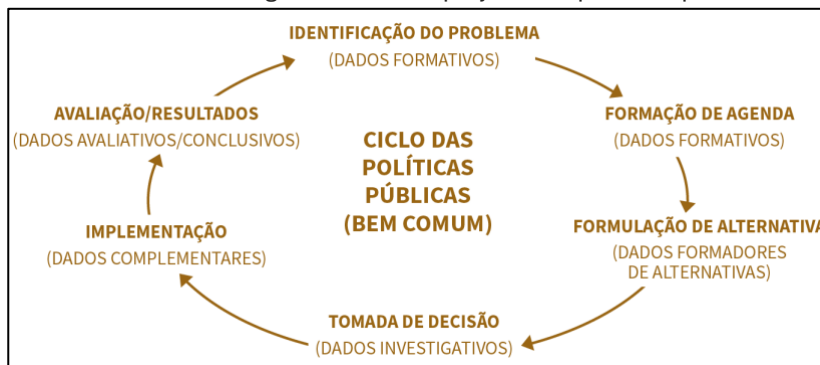 IDENTIFICAÇÃO DO PROBLEMA
(DADOS FORMATIVOS)
FORMAÇÃO DE AGENDA
(DADOS FORMATIVOS)
FORMULAÇÃO DE ALTERNATIVA
(DADOS FORMADORES
DE ALTERNATIVAS)
TOMADA DE DECISÃO
(DADOS INVESTIGATIVOS)
IMPLEMENTAÇÃO
(DADOS COMPLEMENTARES)
AVALIAÇÃO/RESULTADOS
(DADOS AVALIATIVOS/CONCLUSIVOS)
CICLO DAS
POLÍTICAS
PÚBLICAS
(BEM COMUM)